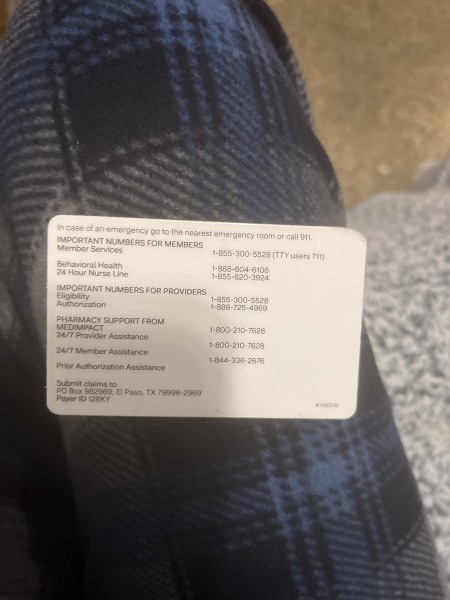 In case of an emergency go to the nearest emergency room or call 911.
IMPORTANT NUMBERS FOR MEMBERS
Member Services 1-855-300-5528 (TTY users 711)
Behavioral Health 1-888-604-6106
24 Hour Nurse Line 1-855-620-3924
IMPORTANT NUMBERS FOR PROVIDERS
Eligibility 1-855-300-5528
Authorization 1-888-725-4969
PHARMACY SUPPORT FROM
MEDIMPACT 1-800-210-7628
24/7 Provider Assistance
24/7 Member Assistance 1-800-210-7628
Prior Authorization Assistance 1-844-336-2676
Submit claims to
PO Box 982969, El Paso, TX 79998-2969
Payer ID 128KY